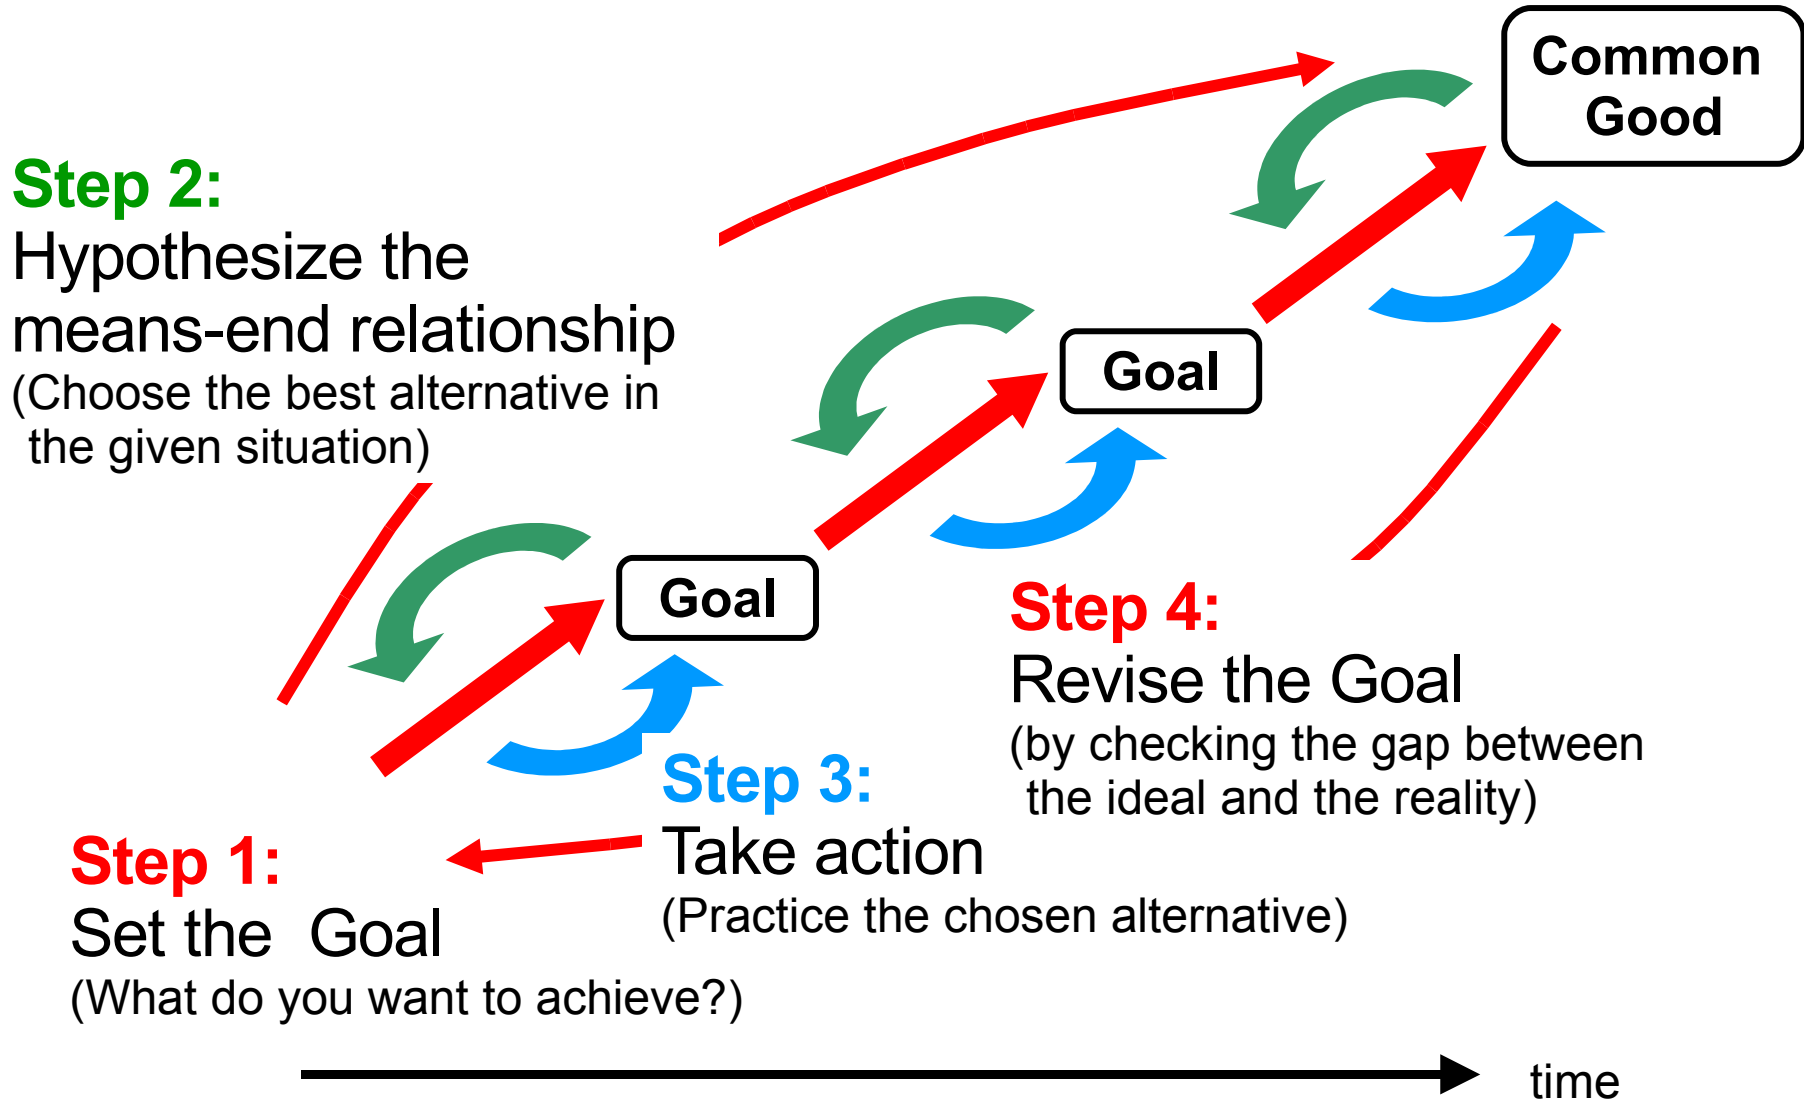 Common
Good
Step 2:
Hypothesize the
means-end relationship
(Choose the best alternative in
the given situation)
Goal
Goal
Step 4:
Revise the Goal
(by checking the gap between
the ideal and the reality)
Step 3:
Take action
(Practice the chosen alternative)
Step 1:
Set the Goal
(What do you want to achieve?)
time